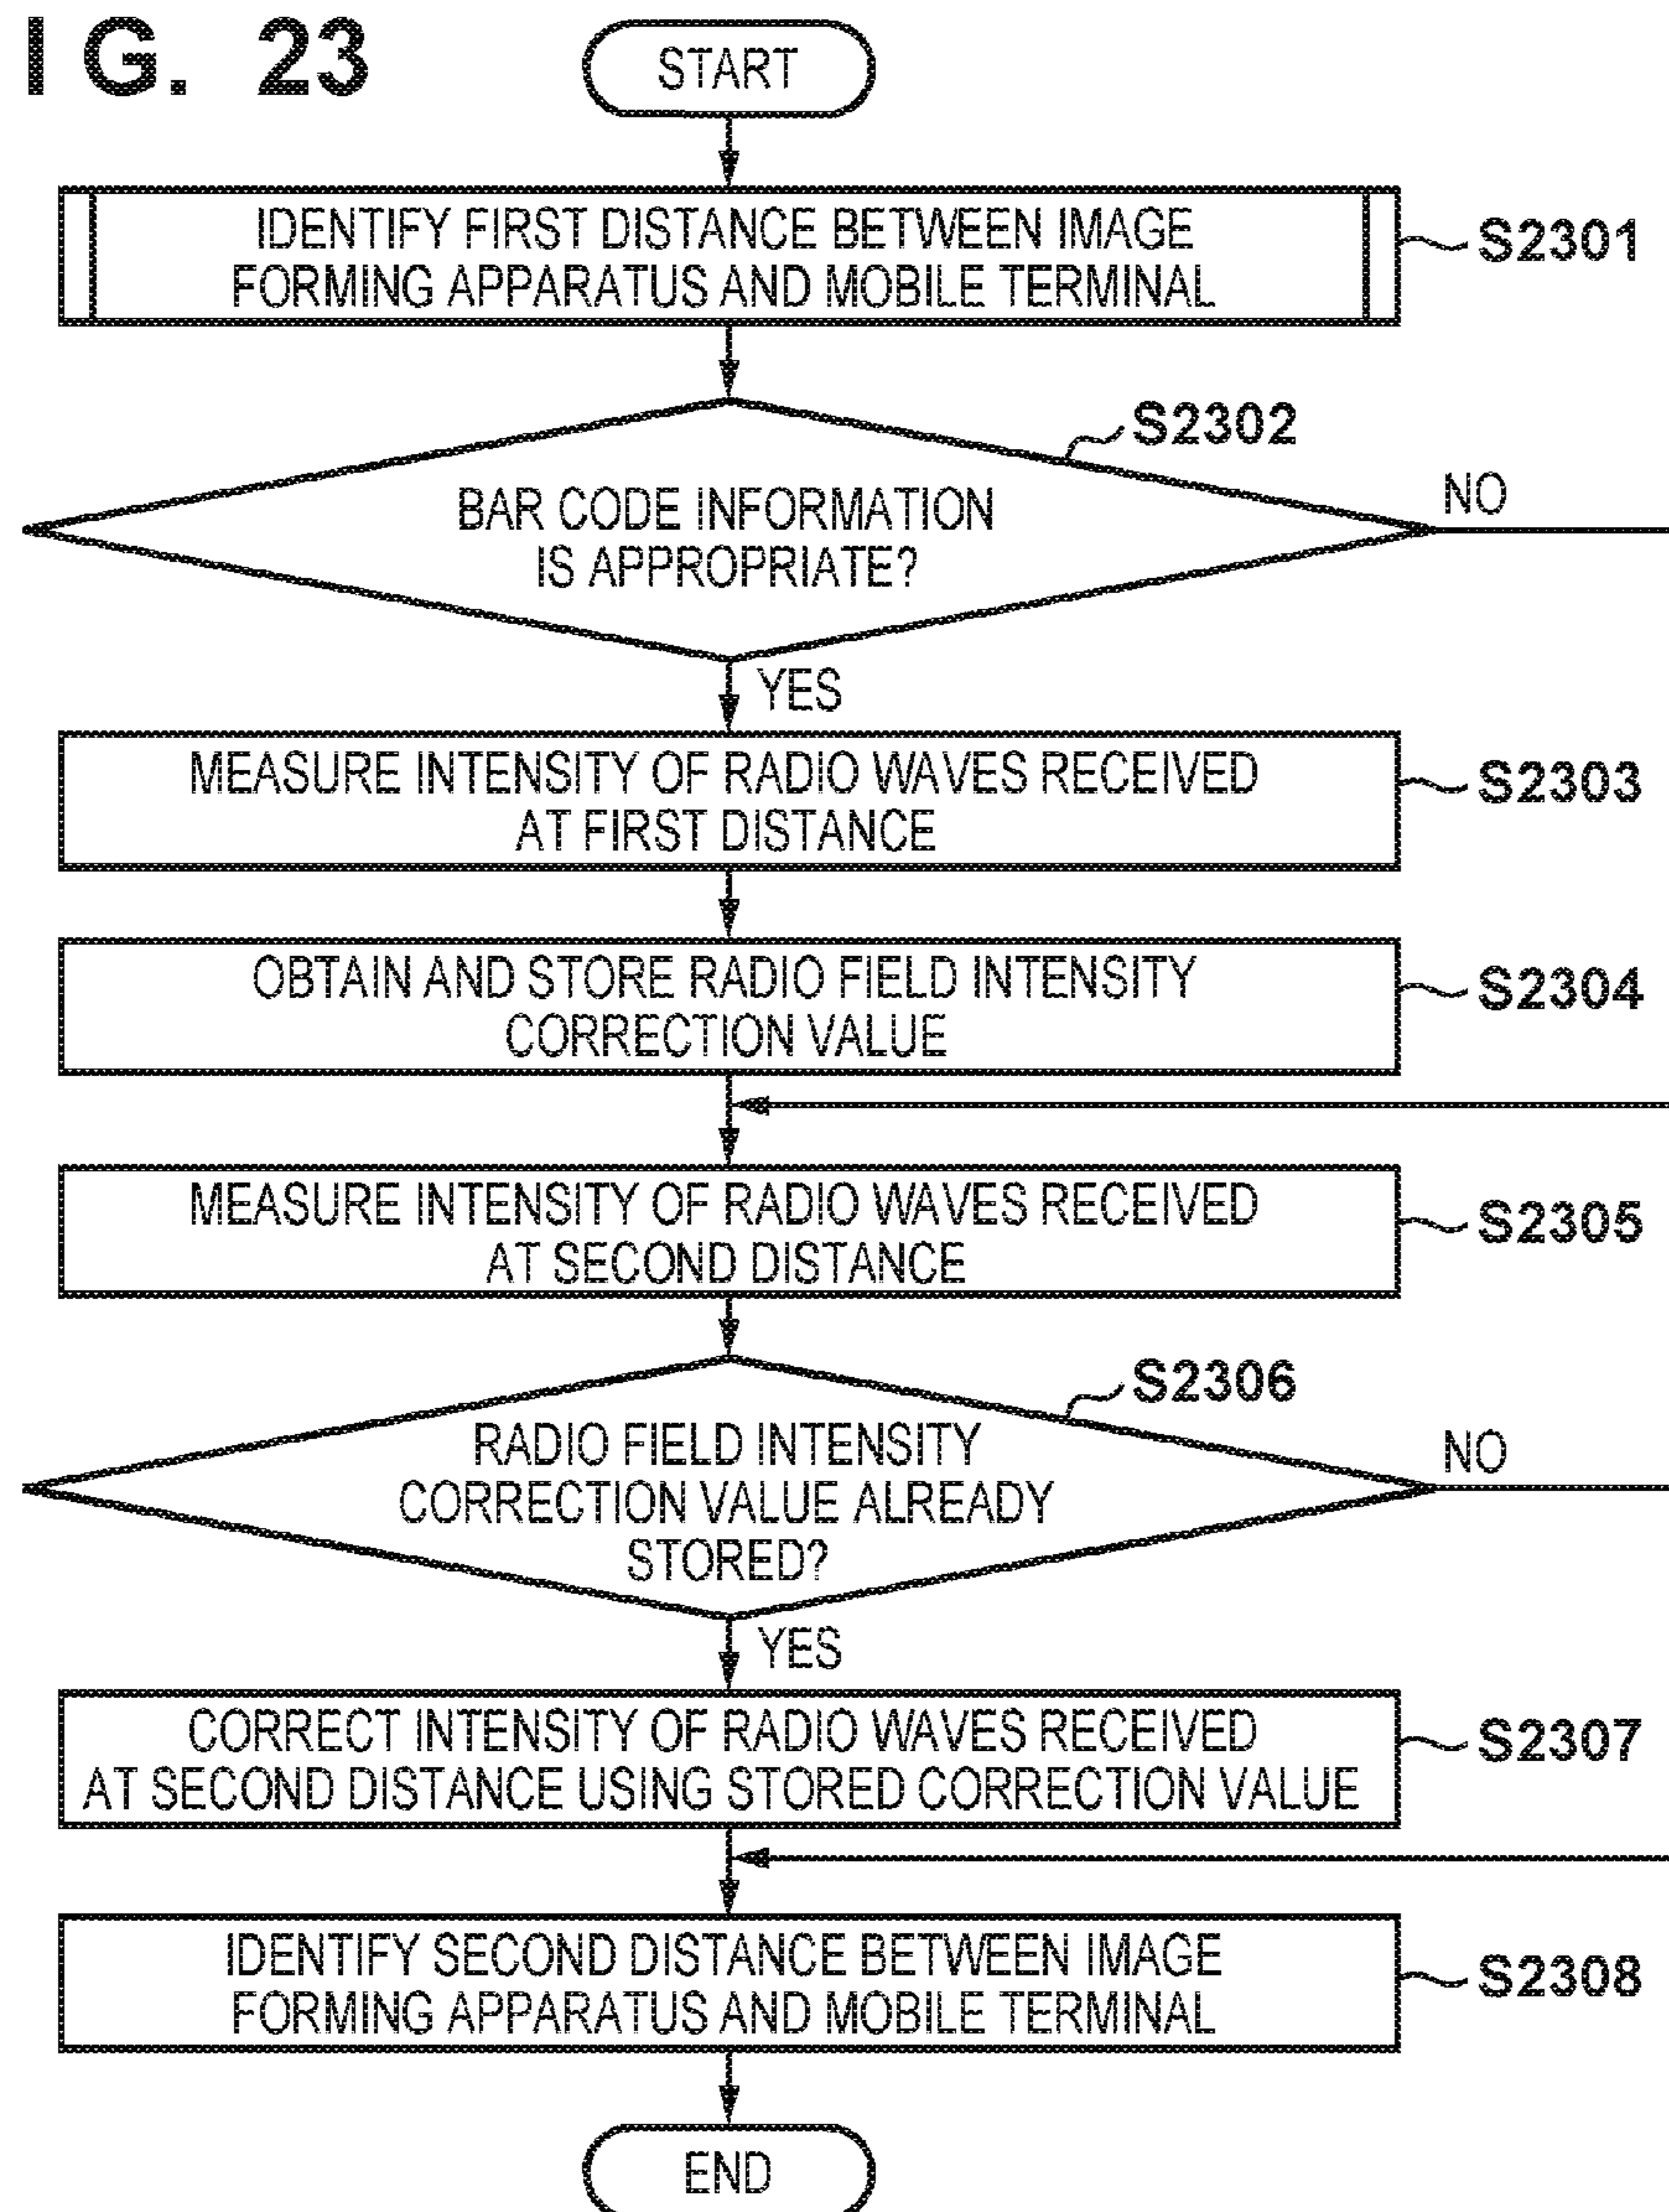 I G. 23
START
IDENTIFY FIRST DISTANCE BETWEEN IMAGE
FORMING APPARATUS AND MOBILE TERMINAL
S2301
S2302
BAR CODE INFORMATION
IS APPROPRIATE?
NO
YES
MEASURE INTENSITY OF RADIO WAVES RECEIVED
AT FIRST DISTANCE
S2303
OBTAIN AND STORE RADIO FIELD INTENSITY
CORRECTION VALUE
S2304
MEASURE INTENSITY OF RADIO WAVES RECEIVED
AT SECOND DISTANCE
S2305
S2306
RADIO FIELD INTENSITY
CORRECTION VALUE ALREADY
STORED?
NO
YES
CORRECT INTENSITY OF RADIO WAVES RECEIVED
AT SECOND DISTANCE USING STORED CORRECTION VALUE
S2307
IDENTIFY SECOND DISTANCE BETWEEN IMAGE
FORMING APPARATUS AND MOBILE TERMINAL
S2308
END